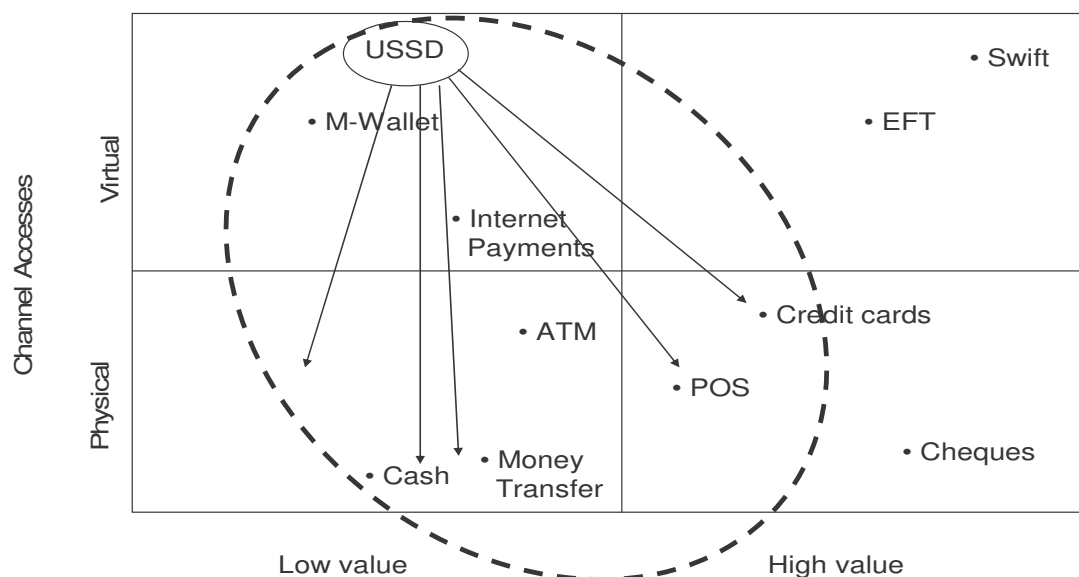 USSD
Swift
M-Wallet
EFT
Virtual
Internet
Payments
Channel Accesses
Credit cards
ATM
POS
Physical
Cheques
Cash
Money
Transfer
Low value
High value